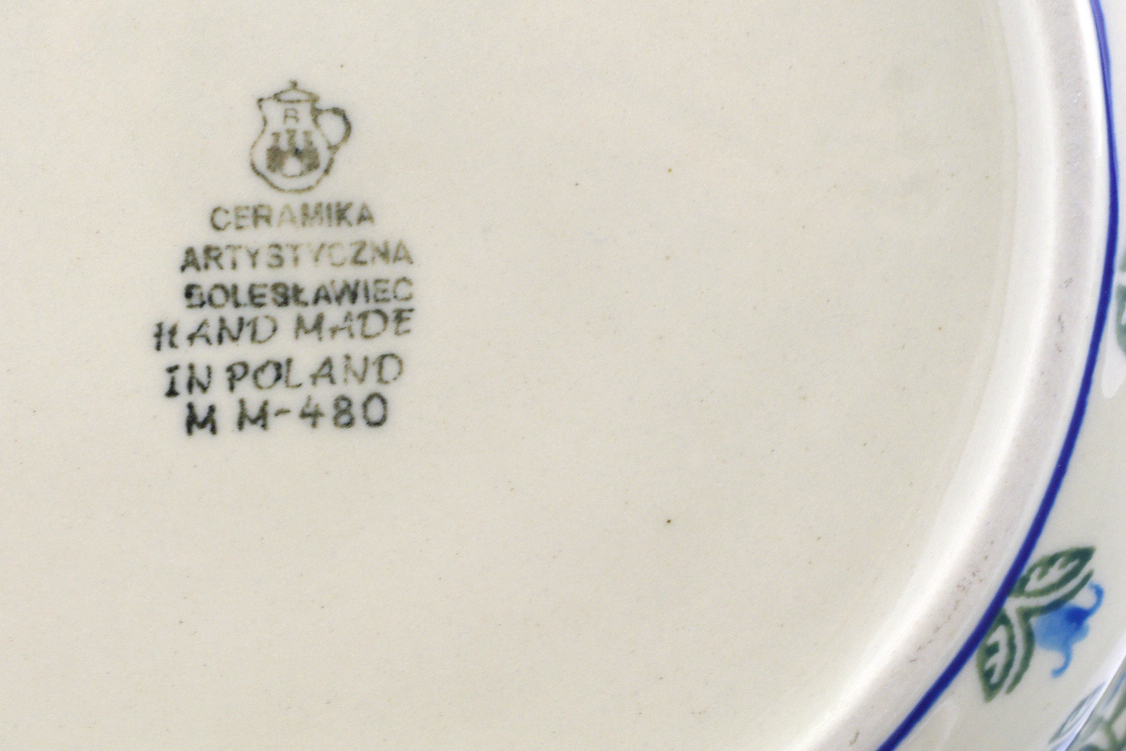 R
CERAMIKA
ARTYSTYCZNA
BOLESŁAWIEC
HAND MADE
IN POLAND
M M-480